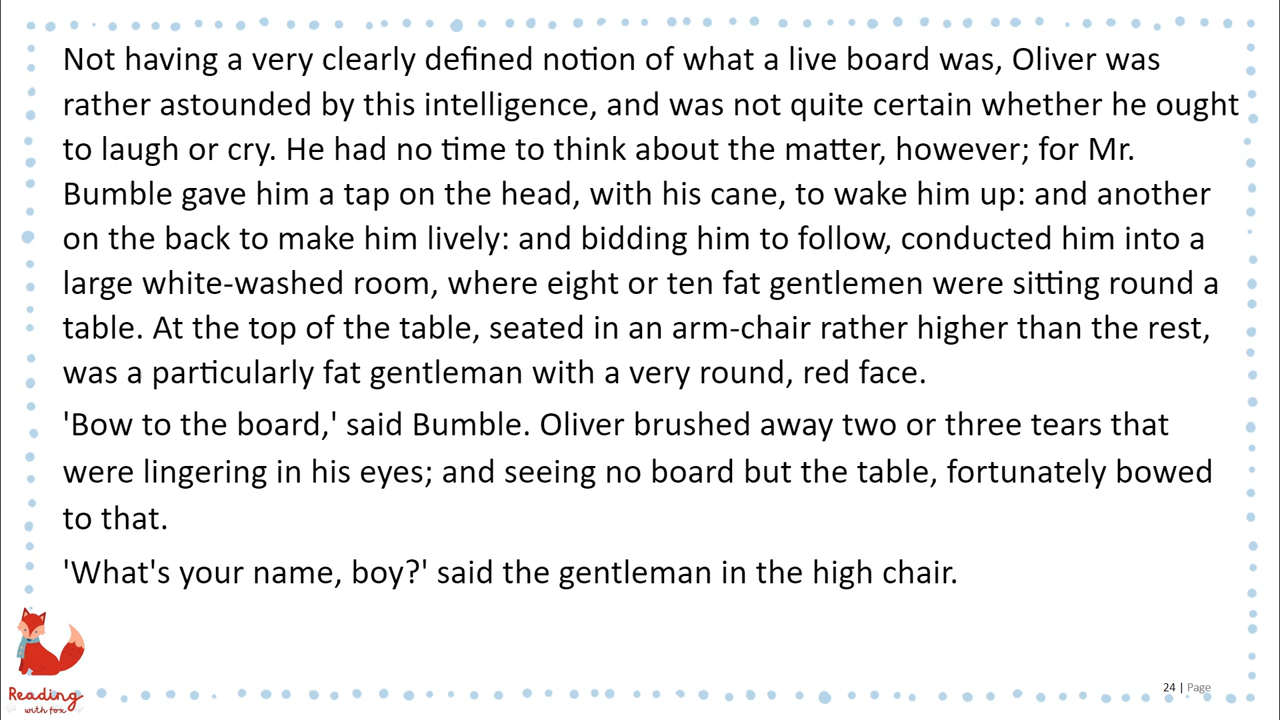 Not having a very clearly defined notion of what a live board was, Oliver was
rather astounded by this intelligence, and was not quite certain whether he ought
to laugh or cry. He had no time to think about the matter, however; for Mr.
Bumble gave him a tap on the head, with his cane, to wake him up: and another
on the back to make him lively: and bidding him to follow, conducted him into a
large white-washed room, where eight or ten fat gentlemen were sitting round a
table. At the top of the table, seated in an arm-chair rather higher than the rest,
was a particularly fat gentleman with a very round, red face.
'Bow to the board,' said Bumble. Oliver brushed away two or three tears that
were lingering in his eyes; and seeing no board but the table, fortunately bowed
to that.
'What's your name, boy?' said the gentleman in the high chair.
Reading
with fox
24 | Page